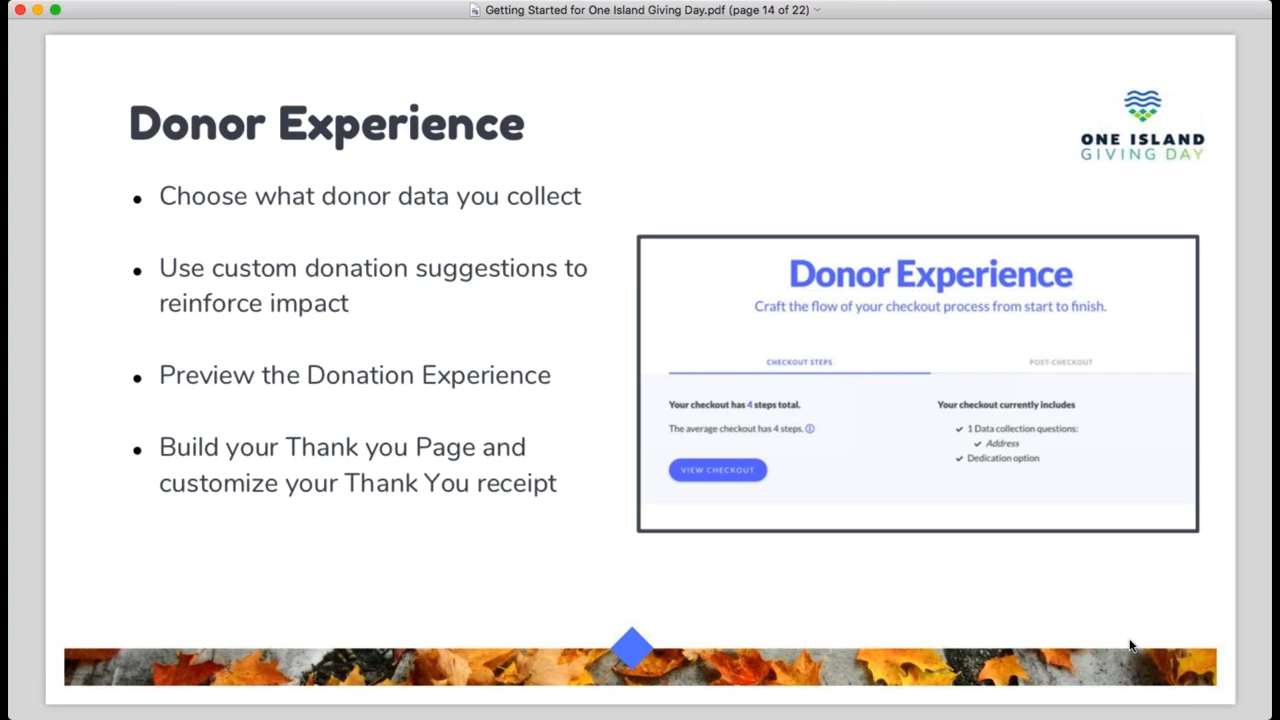 Getting Started for One Island Giving Day.pdf (page 14 of 22)
Donor Experience
ONE ISLAND
GIVING DAY
• Choose what donor data you collect
• Use custom donation suggestions to
reinforce impact
• Preview the Donation Experience
• Build your Thank you Page and
customize your Thank You receipt
Donor Experience
Craft the flow of your checkout process from start to finish.
CHECKOUT STEPS
POST-CHECKOUT
Your checkout has 4 steps total.
The average checkout has 4 steps.
VIEW CHECKOUT
Your checkout currently includes
✓ 1 Data collection questions:
✓ Address
✓ Dedication option